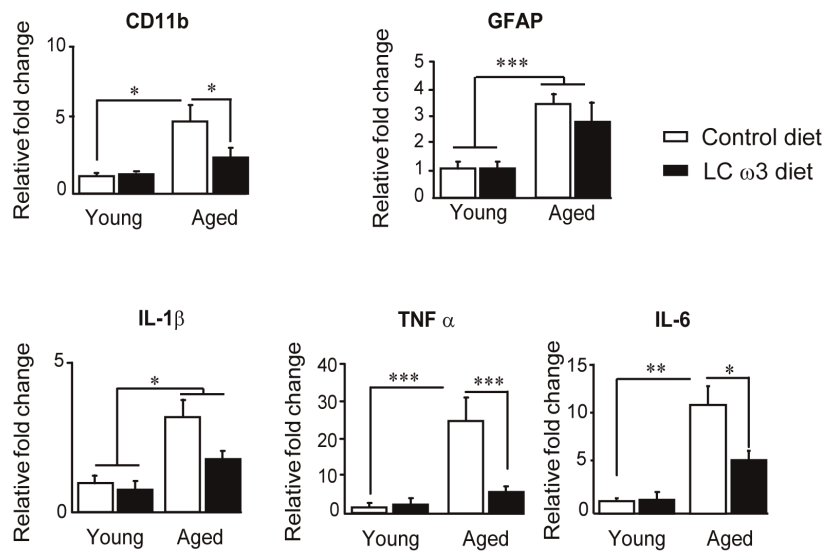 CD11b
Relative fold change
10
5
0
*
*
Young
Aged
GFAP
Relative fold change
5
4
3
2
1
0
***
Young
Aged
Control diet
LC ω3 diet
IL-1β
Relative fold change
5
0
*
Young
Aged
TNF α
Relative fold change
40
30
20
10
0
***
***
Young
Aged
IL-6
Relative fold change
15
10
5
0
**
*
Young
Aged